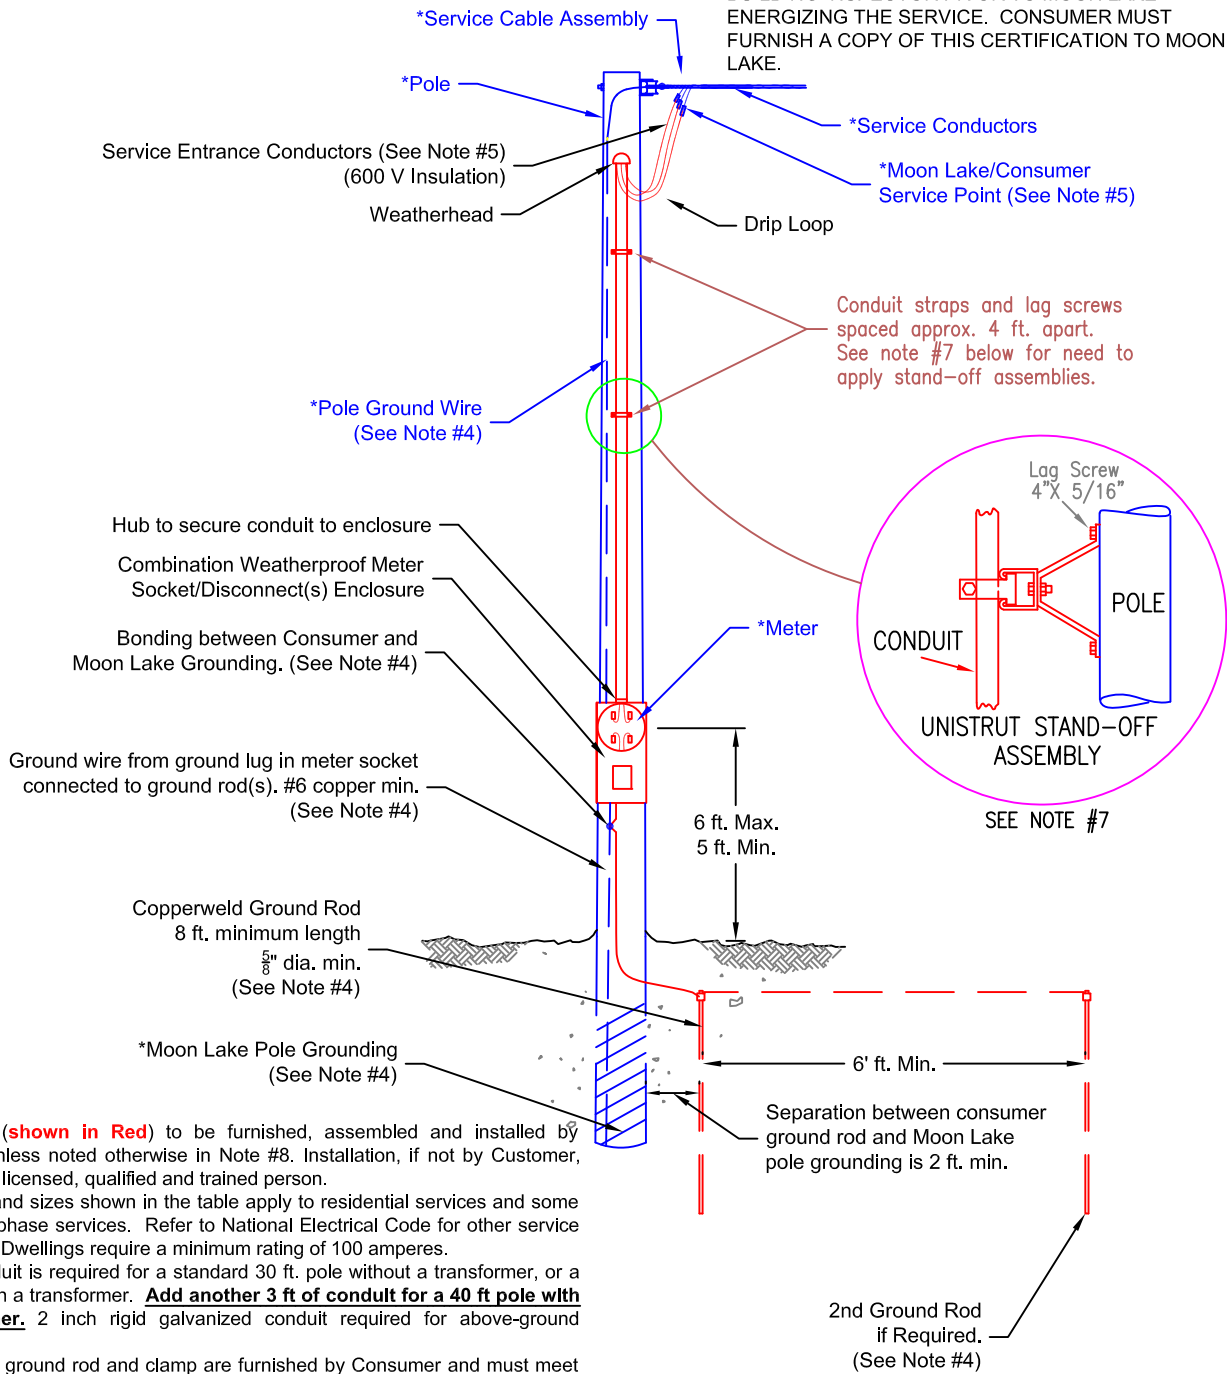 ENERGIZING THE SERVICE. CONSUMER MUST
FURNISH A COPY OF THIS CERTIFICATION TO MOON
LAKE.
*Service Cable Assembly
*Pole
*Service Conductors
Service Entrance Conductors (See Note #5)
(600 V Insulation)
*Moon Lake/Consumer
Service Point (See Note #5)
Weatherhead
Drip Loop
Conduit straps and lag screws
spaced approx. 4 ft. apart.
See note #7 below for need to
apply stand-off assemblies.
*Pole Ground Wire
(See Note #4)
Lag Screw
4"X 5/16"
POLE
CONDUIT
UNISTRUT STAND-OFF
ASSEMBLY
SEE NOTE #7
Hub to secure conduit to enclosure
Combination Weatherproof Meter
Socket/Disconnect(s) Enclosure
Bonding between Consumer and
Moon Lake Grounding. (See Note #4)
*Meter
Ground wire from ground lug in meter socket
connected to ground rod(s). #6 copper min.
(See Note #4)
6 ft. Max.
5 ft. Min.
Copperweld Ground Rod
8 ft. minimum length
5/8" dia. min.
(See Note #4)
*Moon Lake Pole Grounding
(See Note #4)
6' ft. Min.
Separation between consumer
ground rod and Moon Lake
pole grounding is 2 ft. min.
2nd Ground Rod
if Required.
(See Note #4)
(shown in Red) to be furnished, assembled and installed by
nless noted otherwise in Note #8. Installation, if not by Customer,
licensed, qualified and trained person.
and sizes shown in the table apply to residential services and some
phase services. Refer to National Electrical Code for other service
Dwellings require a minimum rating of 100 amperes.
duit is required for a standard 30 ft. pole without a transformer, or a
h a transformer. Add another 3 ft of conduit for a 40 ft pole with
er. 2 inch rigid galvanized conduit required for above-ground
ground rod and clamp are furnished by Consumer and must meet